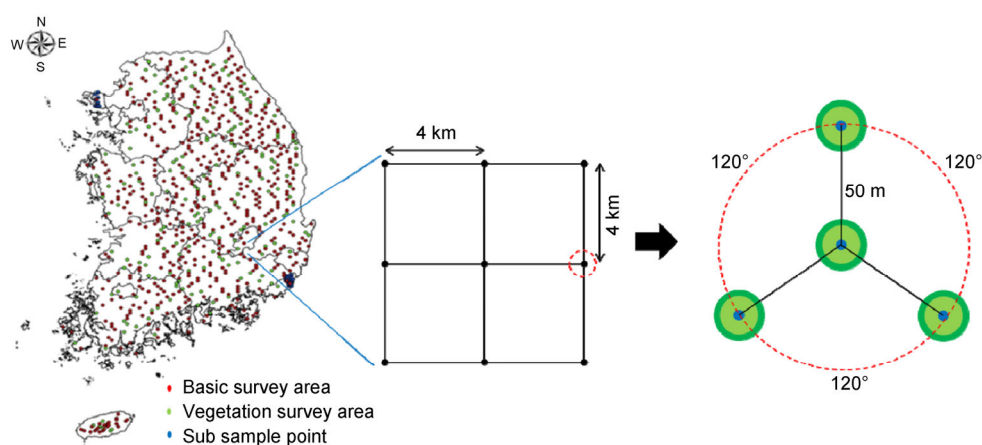 N
W E
S
Basic survey area
Vegetation survey area
Sub sample point
4 km
4 km
120°
120°
50 m
120°